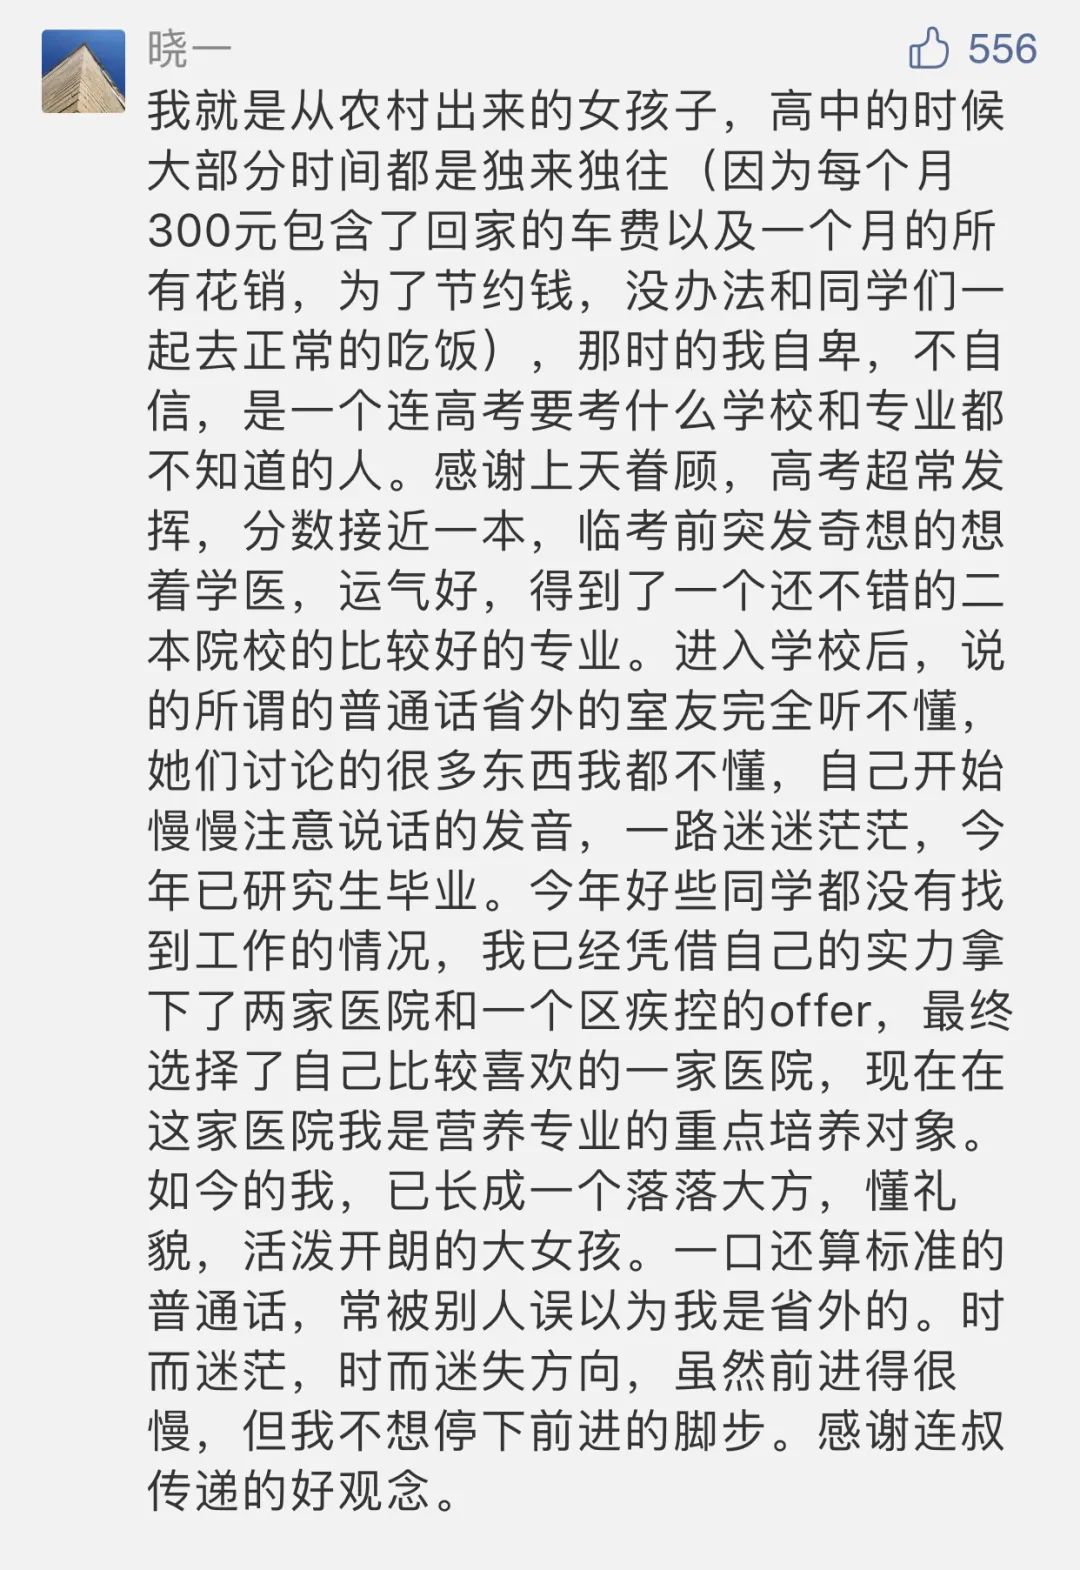 晓一
556
我就是从农村出来的女孩子，高中的时候
大部分时间都是独来独往（因为每个月
300元包含了回家的车费以及一个月的所
有花销，为了节约钱，没办法和同学们一
起去正常的吃饭），那时的我自卑，不自
信，是一个连高考要考什么学校和专业都
不知道的人。感谢上天眷顾，高考超常发
挥，分数接近一本，临考前突发奇想的想
着学医，运气好，得到了一个还不错的二
本院校的比较好的专业。进入学校后，说
的所谓的普通话省外的室友完全听不懂，
她们讨论的很多东西我都不懂，自己开始
慢慢注意说话的发音，一路迷迷茫茫，今
年已研究生毕业。今年好些同学都没有找
到工作的情况，我已经凭借自己的实力拿
下了两家医院和一个区疾控的offer，最终
选择了自己比较喜欢的一家医院，现在在
这家医院我是营养专业的重点培养对象。
如今的我，已长成一个落落大方，懂礼
貌，活泼开朗的大女孩。一口还算标准的
普通话，常被别人误以为我是省外的。时
而迷茫，时而迷失方向，虽然前进得很
慢，但我不想停下前进的脚步。感谢连叔
传递的好观念。